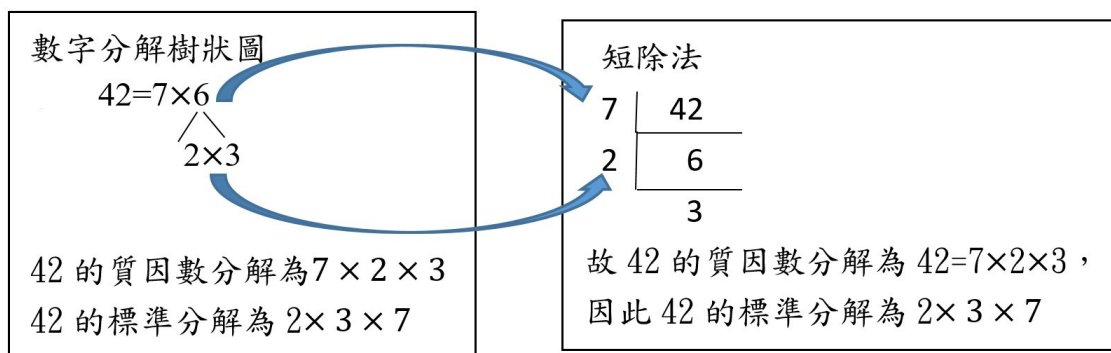 數字分解樹狀圖
42=7×6
2×3
42 的質因數分解為7 × 2 × 3
42 的標準分解為 2× 3 × 7
短除法
7 42
2 6
3
故 42 的質因數分解為 42=7×2×3，
因此 42 的標準分解為 2× 3 × 7